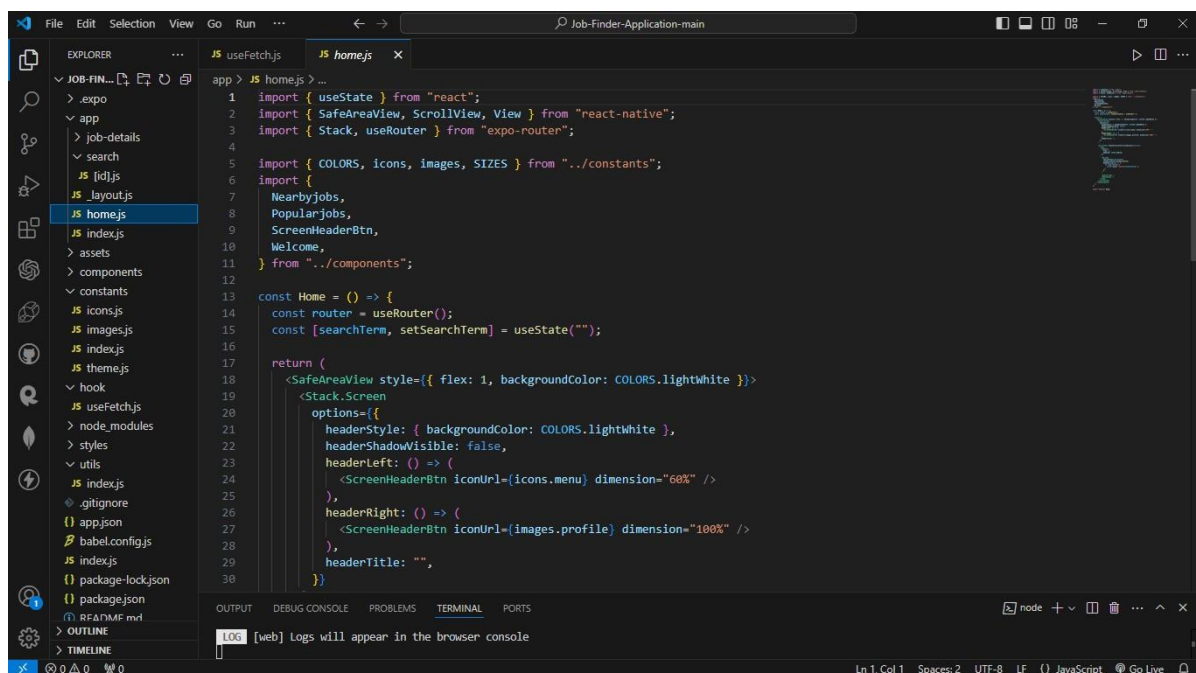 File Edit Selection View Go Run ... Job-Finder-Application-main
EXPLORER ...
JOB-FIN...
.expo
app
job-details
search
JS [id].js
JS _layout.js
JS home.js
JS index.js
assets
components
constants
JS icons.js
JS images.js
JS index.js
JS theme.js
hook
JS useFetch.js
node_modules
styles
utils
JS index.js
.gitignore
{} app.json
babel.config.js
JS index.js
{} package-lock.json
{} package.json
README.md
OUTLINE
TIMELINE
1
JS useFetch.js JS home.js
app > JS home.js > ...
1 import { useState } from "react";
2 import { SafeAreaView, ScrollView, View } from "react-native";
3 import { Stack, useRouter } from "expo-router";
4
5 import { COLORS, icons, images, SIZES } from "../constants";
6 import {
7 Nearbyjobs,
8 Popularjobs,
9 ScreenHeaderBtn,
10 Welcome,
11 } from "../components";
12
13 const Home = () => {
14 const router = useRouter();
15 const [searchTerm, setSearchTerm] = useState("");
16
17 return (
18 <SafeAreaView style={{ flex: 1, backgroundColor: COLORS.lightWhite }}>
19 <Stack.Screen
20 options={{
21 headerStyle: { backgroundColor: COLORS.lightWhite },
22 headerShadowVisible: false,
23 headerLeft: () => (
24 <ScreenHeaderBtn iconUrl={icons.menu} dimension="60%" />
25 ),
26 headerRight: () => (
27 <ScreenHeaderBtn iconUrl={images.profile} dimension="100%" />
28 ),
29 headerTitle: "",
30 }}
OUTPUT DEBUG CONSOLE PROBLEMS TERMINAL PORTS node
LOG [web] Logs will appear in the browser console
0 0 0 Ln 1, Col 1 Spaces: 2 UTF-8 LF {} JavaScript Go Live